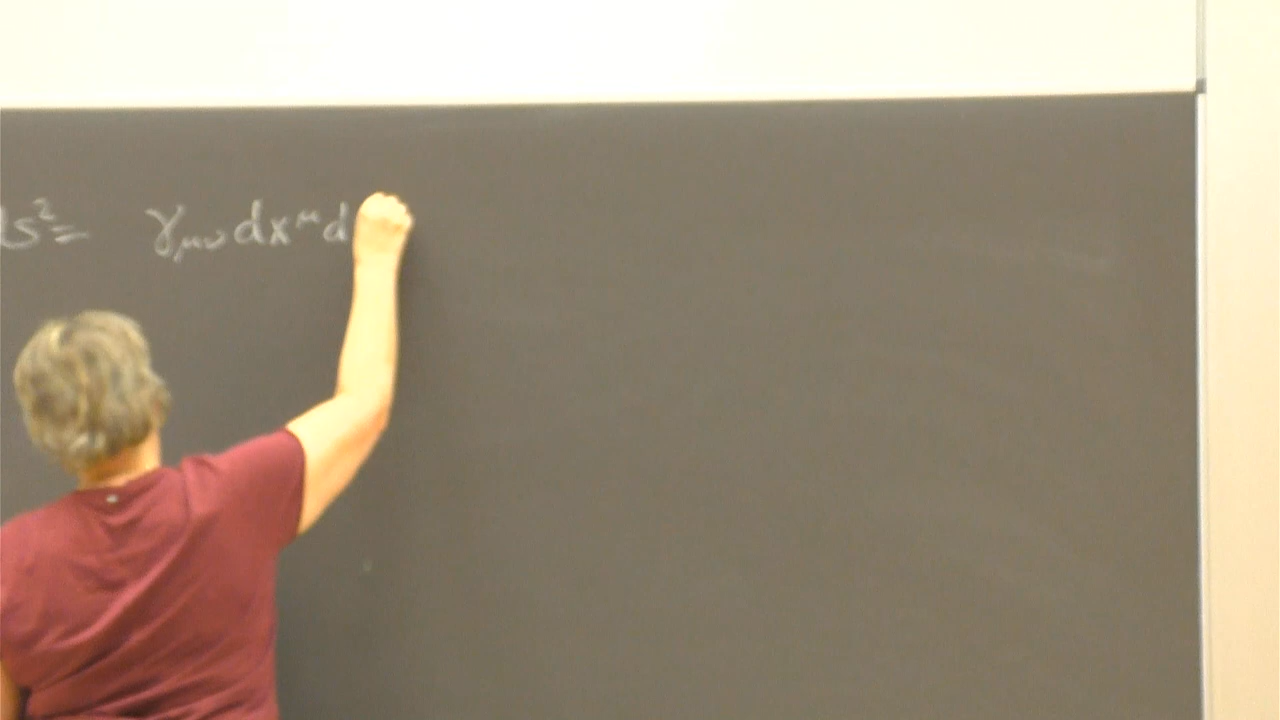 ds² = γ_μν dx^μ d